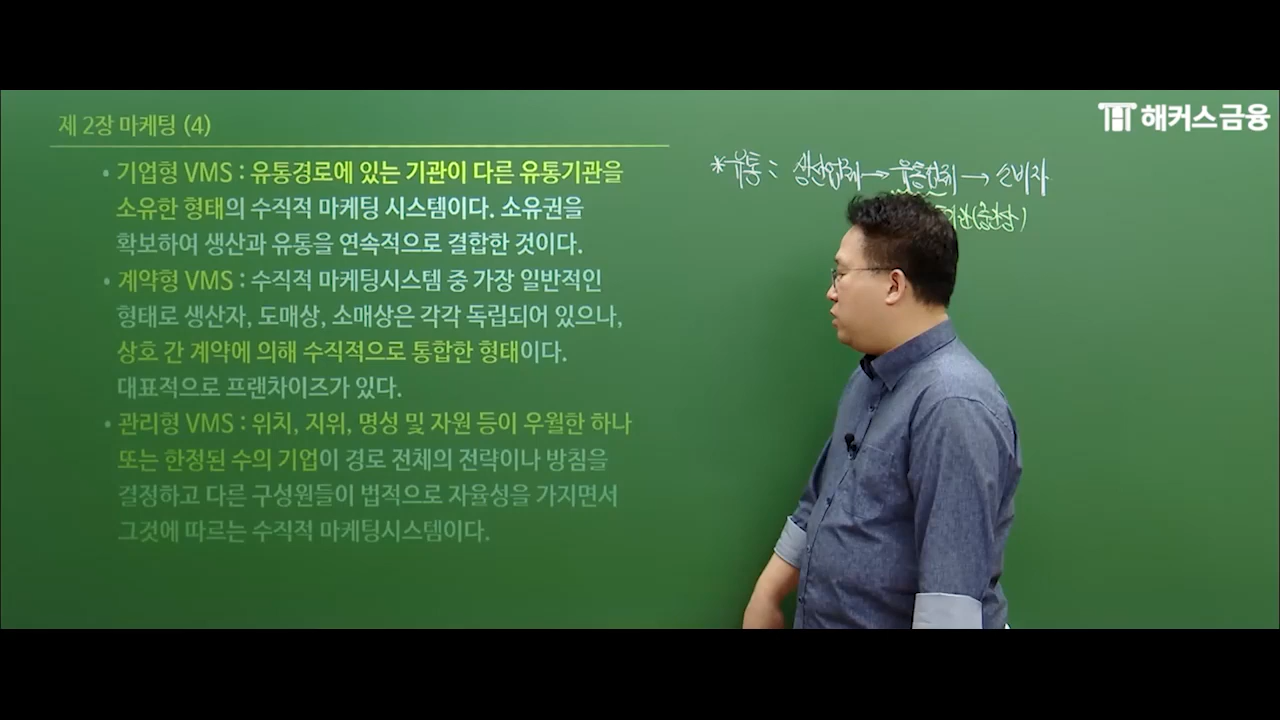 제 2장 마케팅 (4)
해커스금융
• 기업형 VMS : 유통경로에 있는 기관이 다른 유통기관을
소유한 형태의 수직적 마케팅 시스템이다. 소유권을
확보하여 생산과 유통을 연속적으로 결합한 것이다.
• 계약형 VMS : 수직적 마케팅시스템 중 가장 일반적인
형태로 생산자, 도매상, 소매상은 각각 독립되어 있으나,
상호 간 계약에 의해 수직적으로 통합한 형태이다.
대표적으로 프렌차이즈가 있다.
• 관리형 VMS : 위치, 지위, 명성 및 자원 등이 우월한 하나
또는 한정된 수의 기업이 경로 전체의 전략이나 방침을
결정하고 다른 구성원들이 법적으로 자율성을 가지면서
그것에 따르는 수직적 마케팅시스템이다.
*유통 : 생산업체 → 유통업체 → 소비자